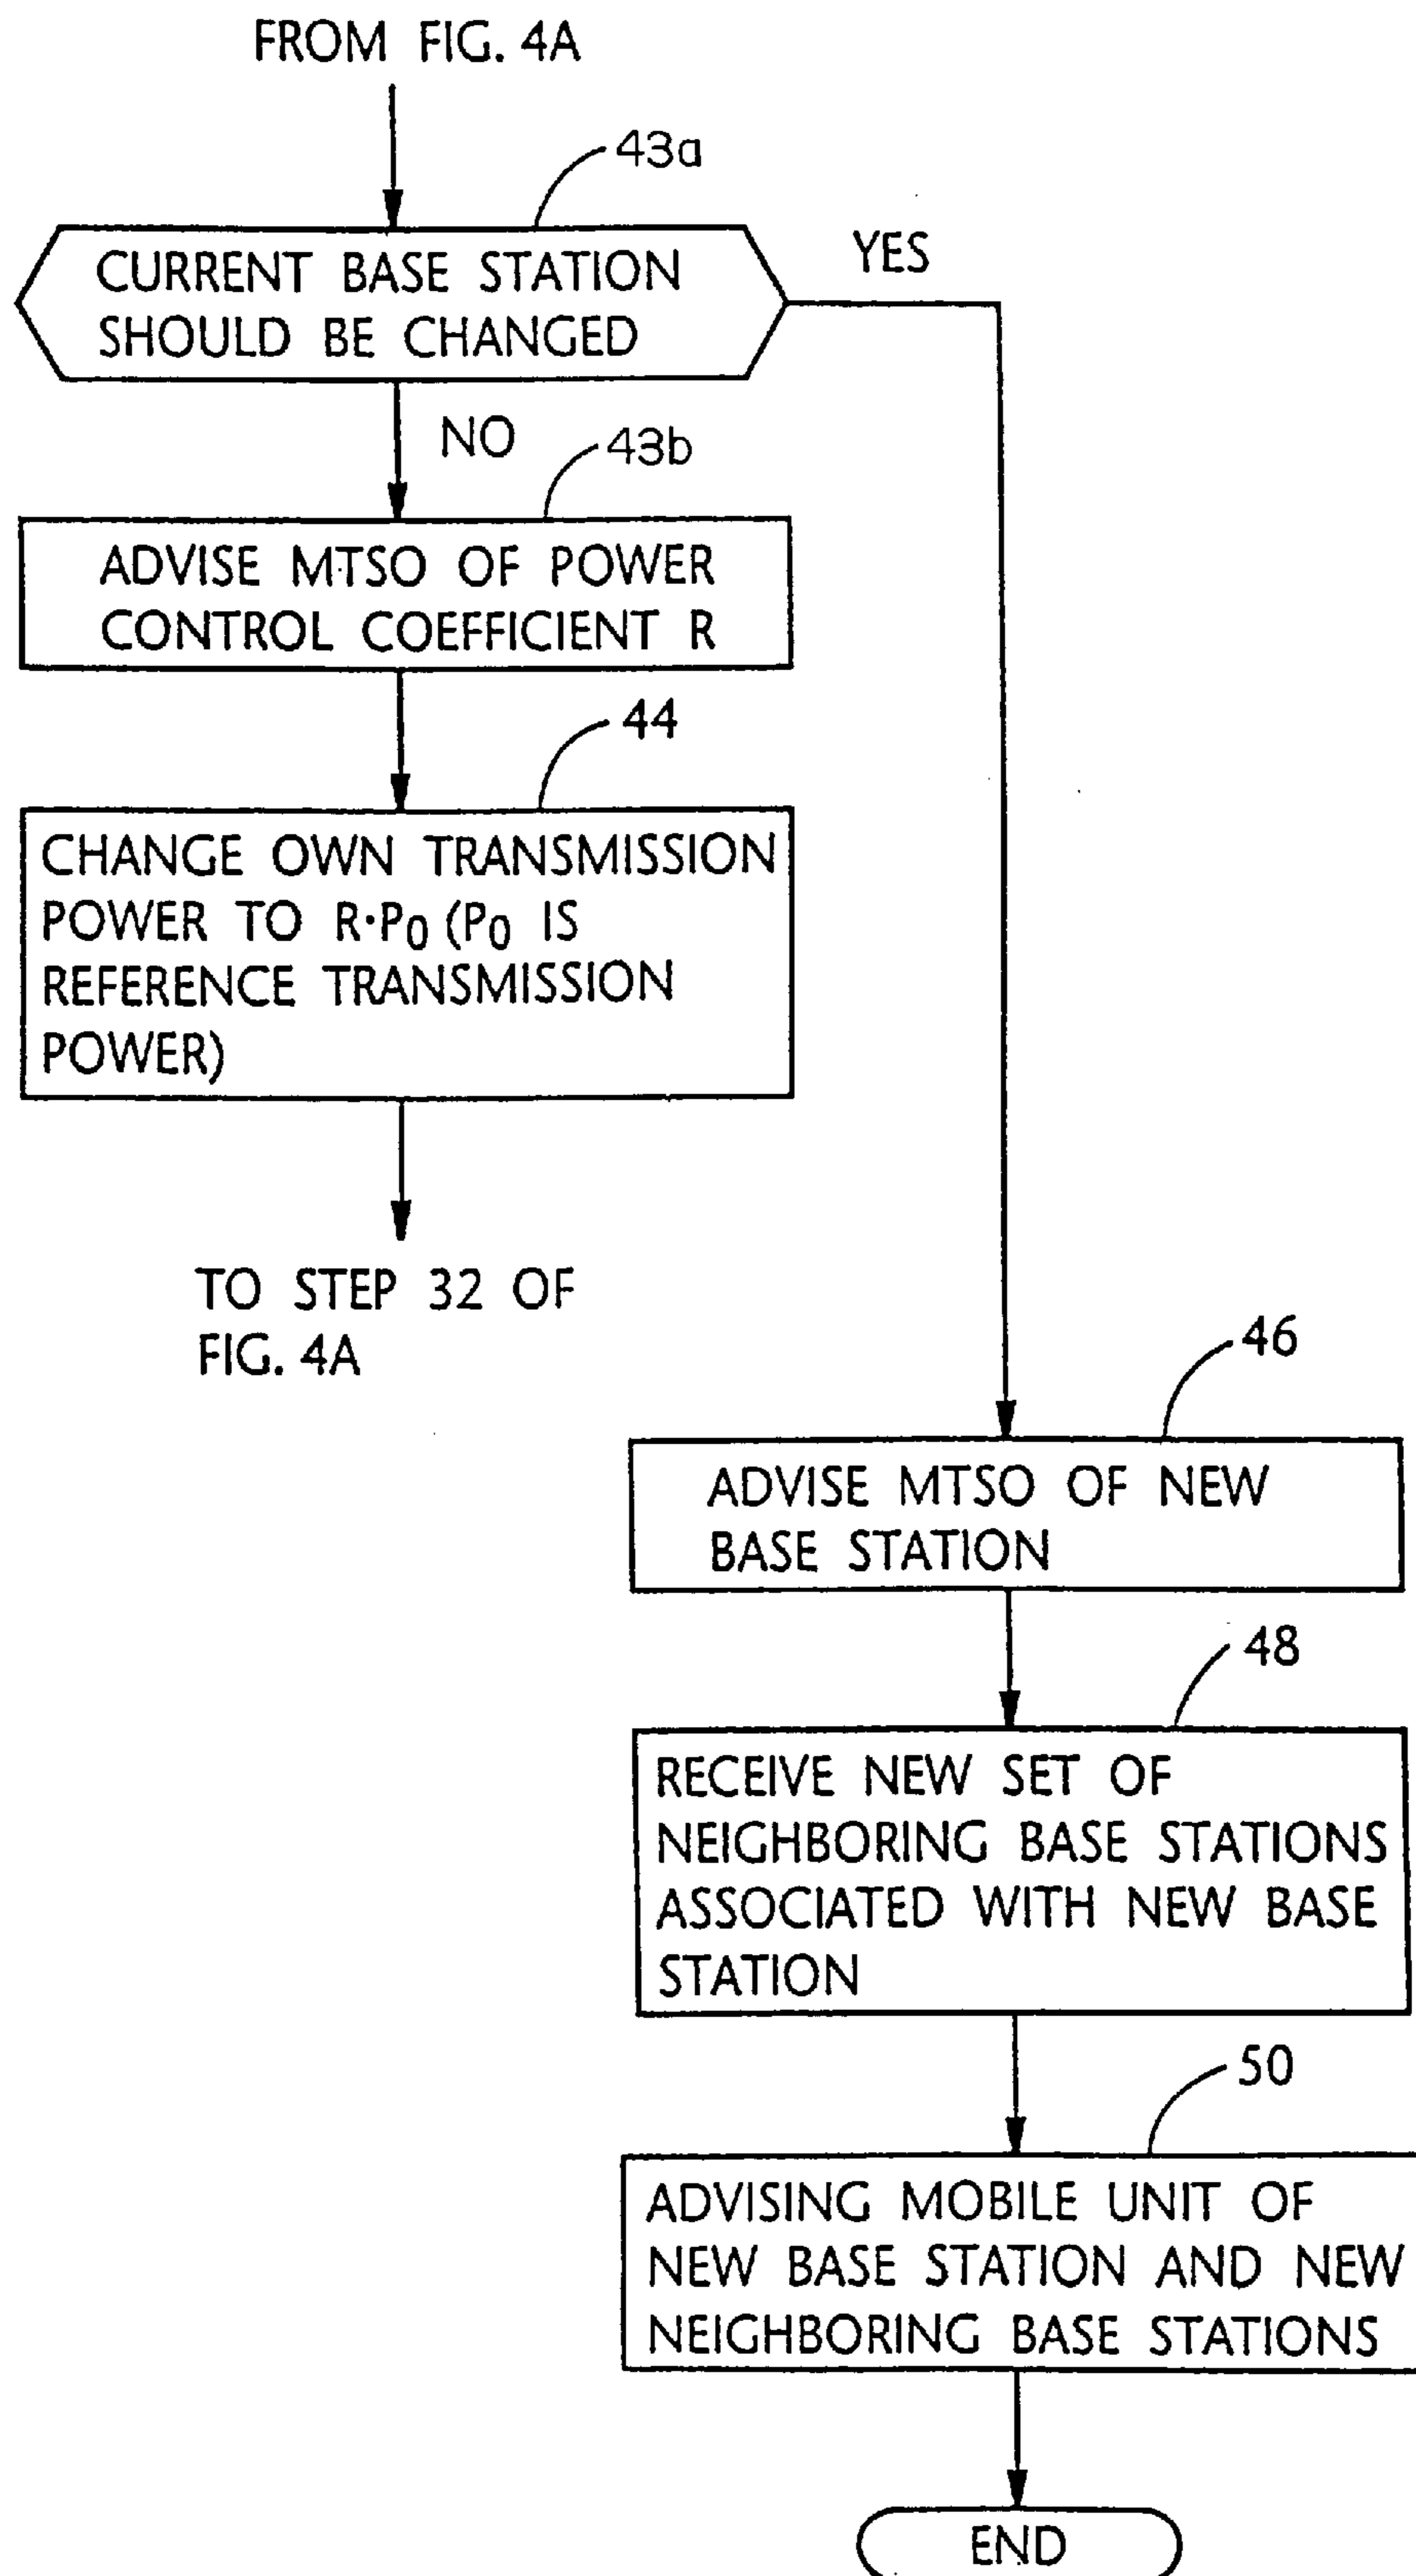 FROM FIG. 4A
43a
CURRENT BASE STATION
SHOULD BE CHANGED
YES
NO
43b
ADVISE MTSO OF POWER
CONTROL COEFFICIENT R
44
CHANGE OWN TRANSMISSION
POWER TO R·P0 (P0 IS
REFERENCE TRANSMISSION
POWER)
TO STEP 32 OF
FIG. 4A
46
ADVISE MTSO OF NEW
BASE STATION
48
RECEIVE NEW SET OF
NEIGHBORING BASE STATIONS
ASSOCIATED WITH NEW BASE
STATION
50
ADVISING MOBILE UNIT OF
NEW BASE STATION AND NEW
NEIGHBORING BASE STATIONS
END